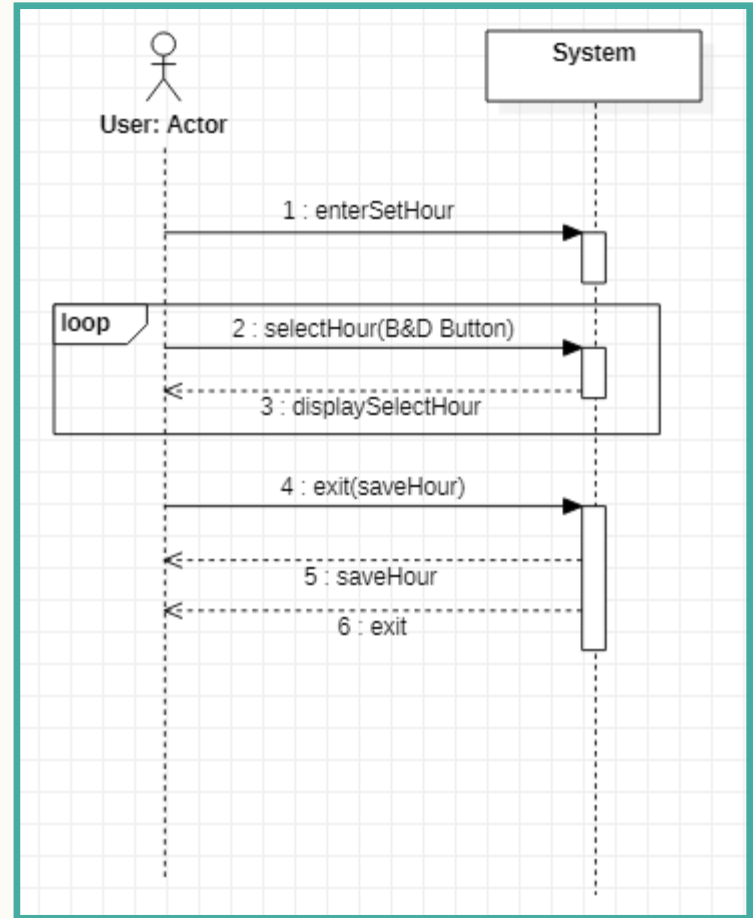 System
User: Actor
1 : enterSetHour
loop
2 : selectHour(B&D Button)
3 : displaySelectHour
4 : exit(saveHour)
5 : saveHour
6 : exit